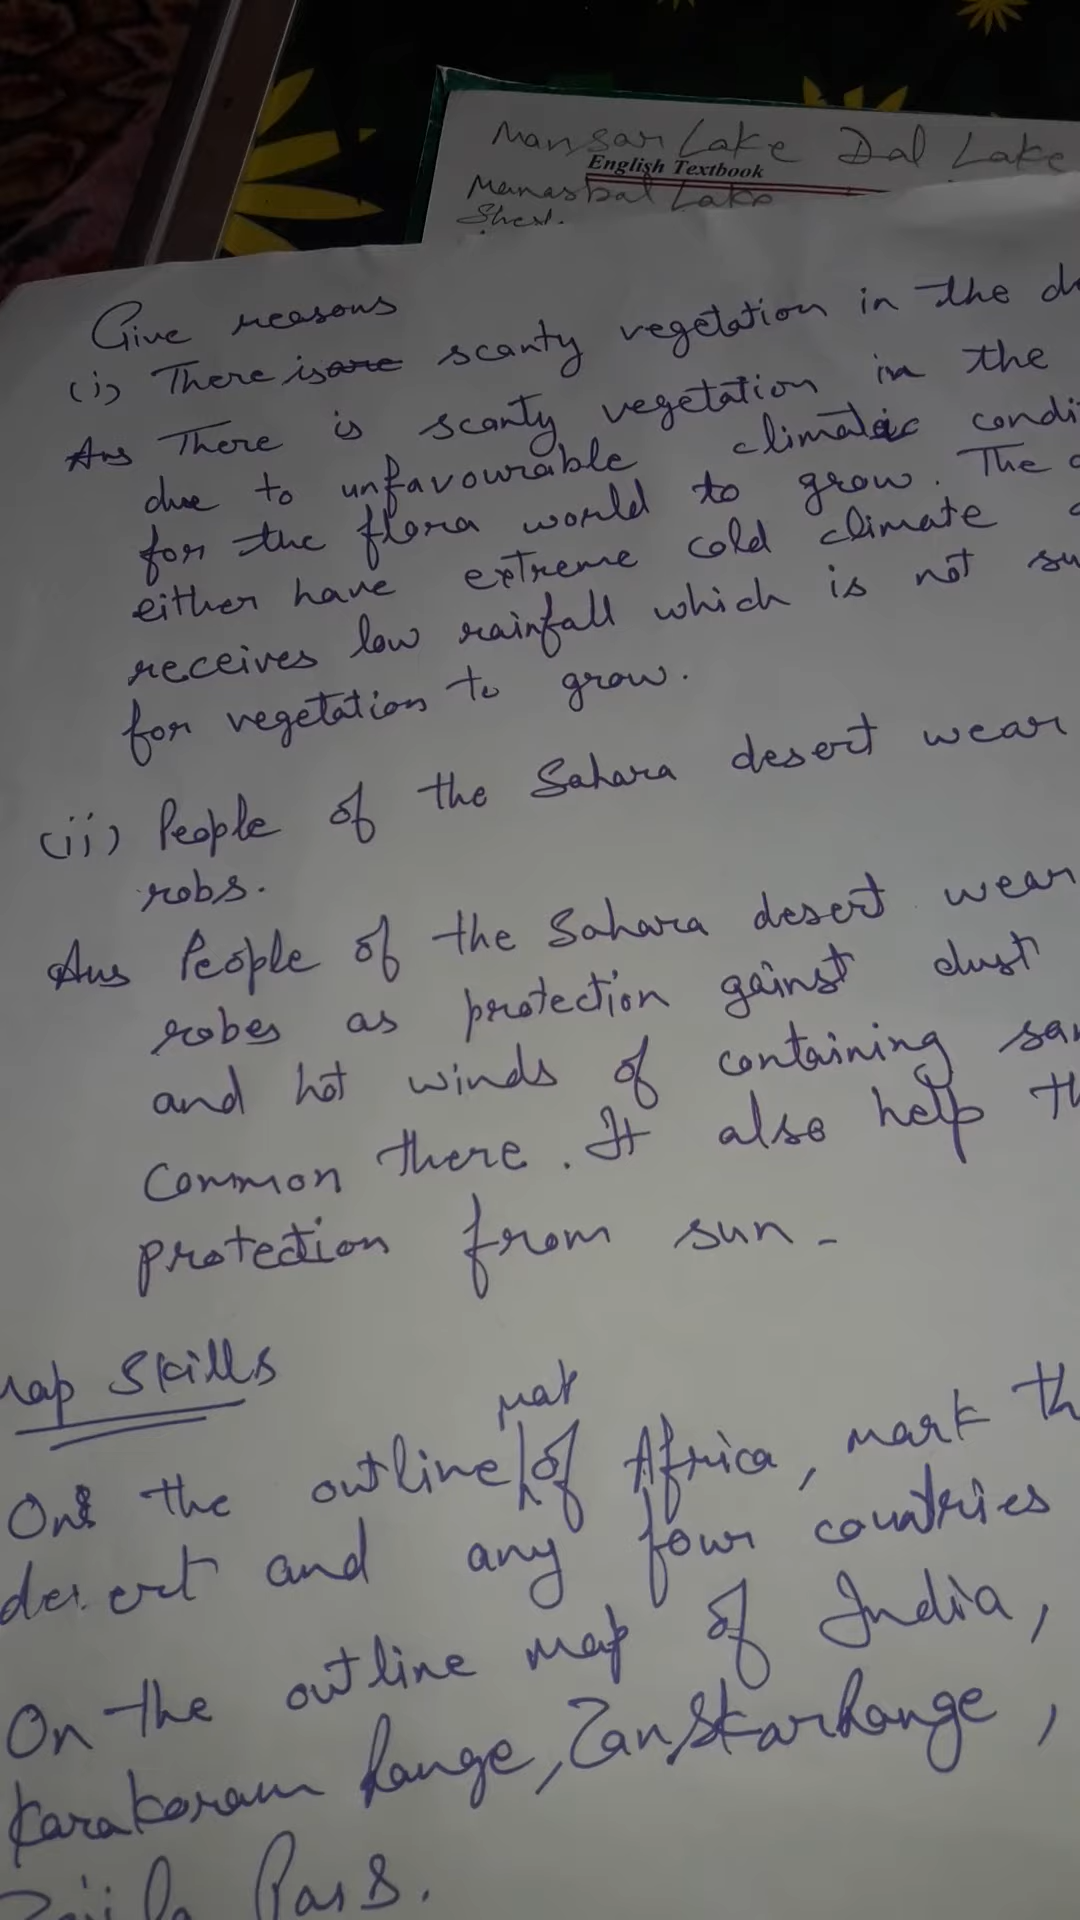 Mansar Lake Dal Lake
English Textbook
Manasbal Lake
Give reasons
(i) There is are scanty vegetation in the
Ans There is scanty vegetation in the
due to unfavourable climatic condi
for the flora world to grow. The
either have extreme cold climate
receives low rainfall which is not su
for vegetation to grow.
(ii) People of the Sahara desert wear
robs.
Ans People of the Sahara desert wear
robes as protection gainst dust
and hot winds of containing san
common there. It also help th
protection from sun -
Map Skills
map
On the outline of Africa, mark th
desert and any four countries
On the outline map of India,
Karakoram Range, Zanskar Range,
Pass.